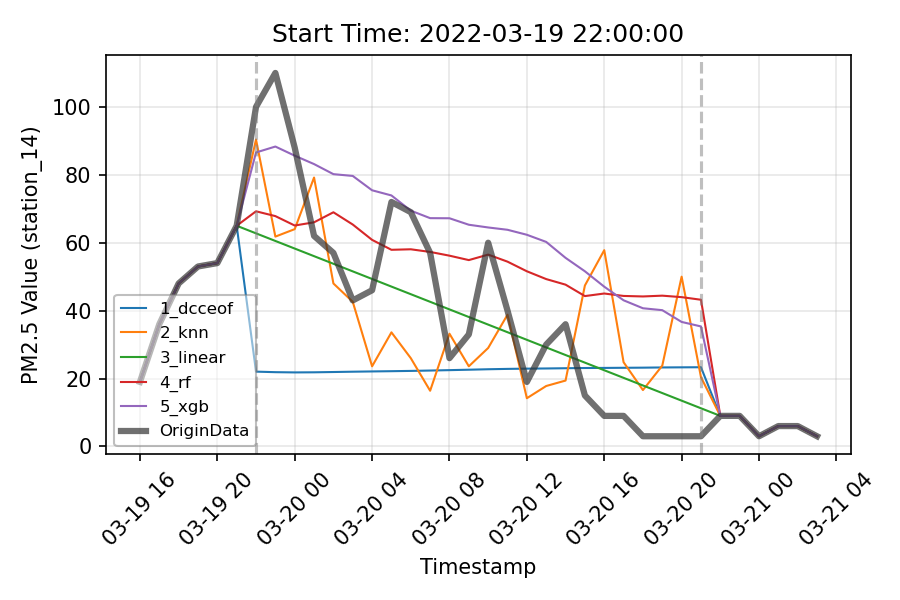 Start Time: 2022-03-19 22:00:00
PM2.5 Value (station_14)
100
80
60
40
20
0
1_dcceof
2_knn
3_linear
4_rf
5_xgb
OriginData
03-19 16
03-19 20
03-20 00
03-20 04
03-20 08
03-20 12
03-20 16
03-20 20
03-21 00
03-21 04
Timestamp